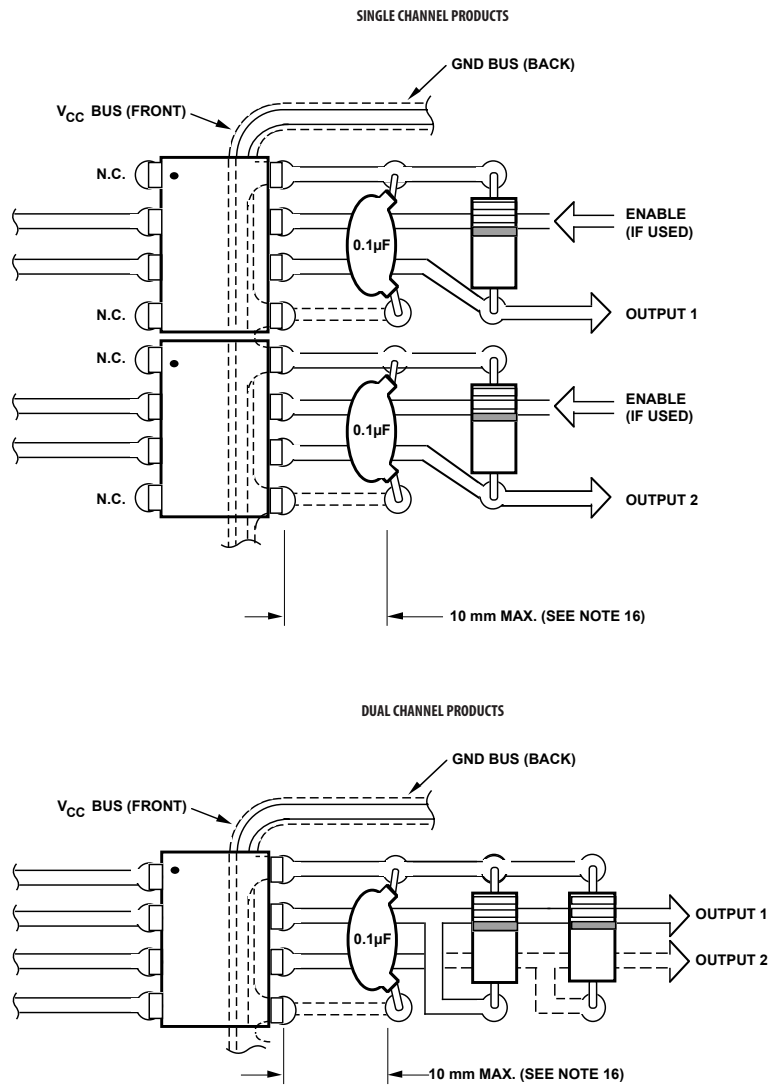 SINGLE CHANNEL PRODUCTS
GND BUS (BACK)
VCC BUS (FRONT)
N.C.
0.1µF
ENABLE
(IF USED)
N.C.
OUTPUT 1
N.C.
0.1µF
ENABLE
(IF USED)
N.C.
OUTPUT 2
10 mm MAX. (SEE NOTE 16)
DUAL CHANNEL PRODUCTS
GND BUS (BACK)
VCC BUS (FRONT)
OUTPUT 1
0.1µF
OUTPUT 2
10 mm MAX. (SEE NOTE 16)